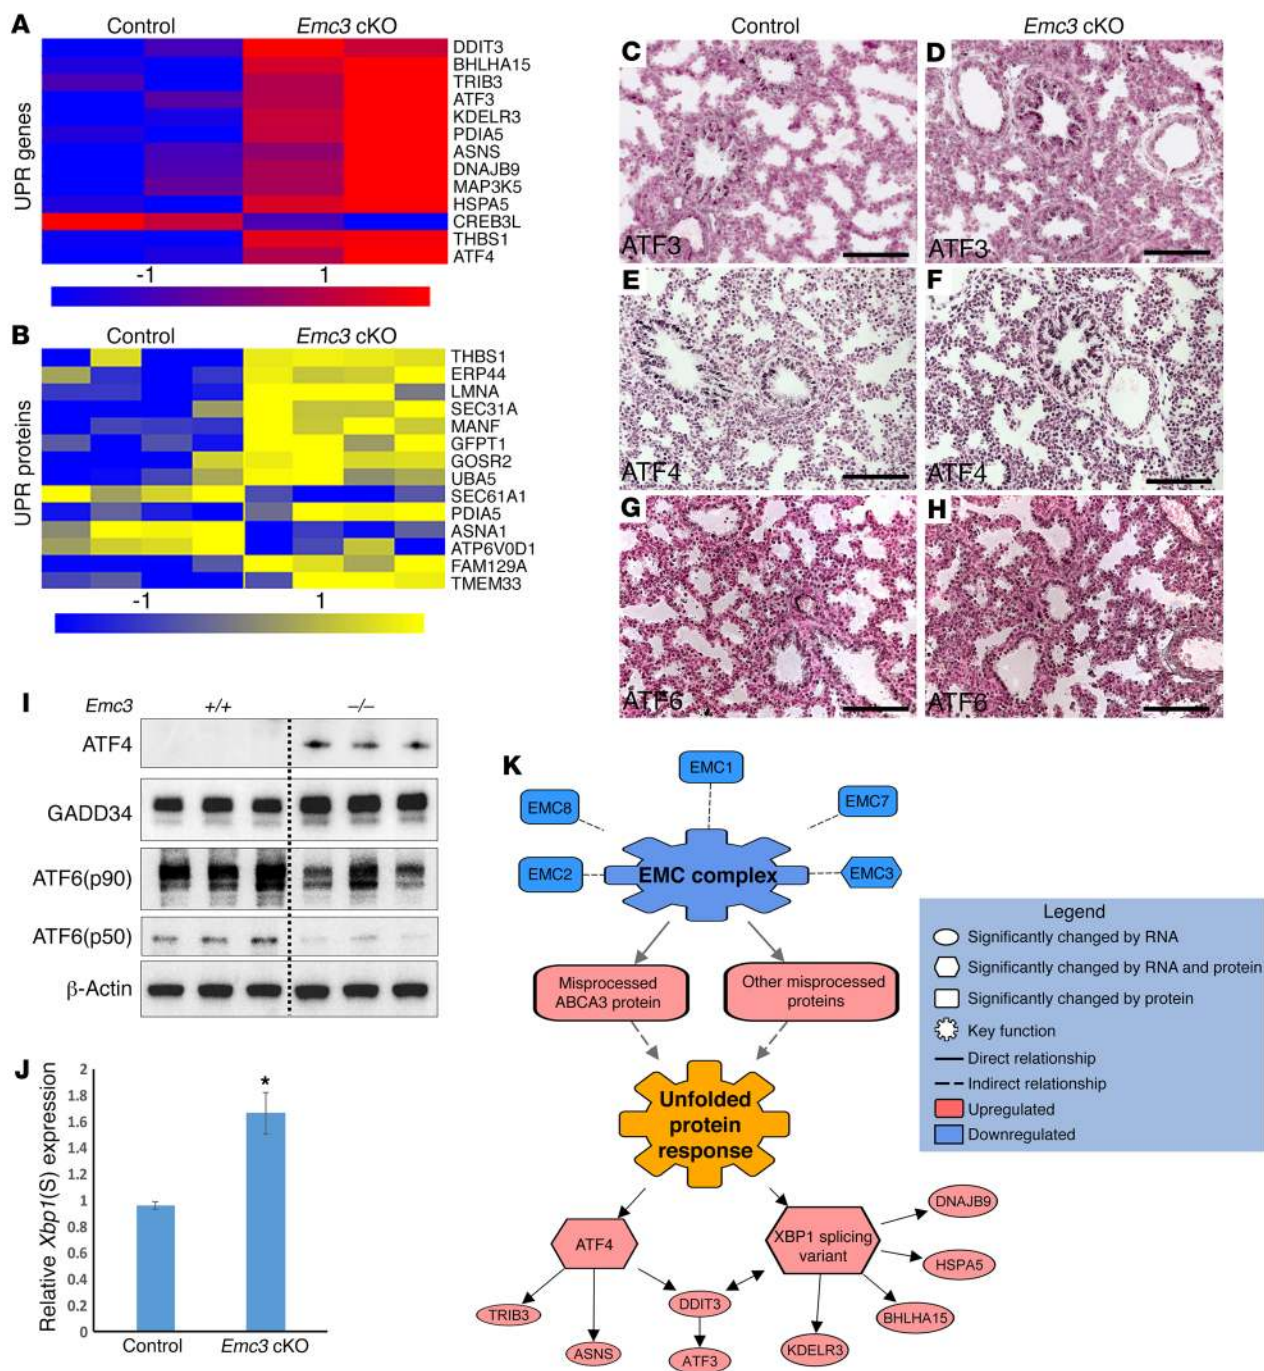 A
Control
Emc3 cKO
UPR genes
DDIT3
BHLHA15
TRIB3
ATF3
KDELR3
PDIA5
ASNS
DNAJB9
MAP3K5
HSPA5
CREB3L
THBS1
ATF4
-1
1
B
Control
Emc3 cKO
UPR proteins
THBS1
ERP44
LMNA
SEC31A
MANF
GFPT1
GOSR2
UBA5
SEC61A1
PDIA5
ASNA1
ATP6V0D1
FAM129A
TMEM33
-1
1
Control
Emc3 cKO
C
ATF3
D
ATF3
E
ATF4
F
ATF4
G
ATF6
H
ATF6
I
Emc3
+/+
–/–
ATF4
GADD34
ATF6(p90)
ATF6(p50)
β-Actin
J
Relative Xbp1(S) expression
2
1.8
1.6
1.4
1.2
1
0.8
0.6
0.4
0.2
0
*
Control
Emc3 cKO
K
EMC1
EMC8
EMC7
EMC2
EMC complex
EMC3
Misprocessed
ABCA3 protein
Other misprocessed
proteins
Unfolded
protein
response
ATF4
XBP1 splicing
variant
DNAJB9
HSPA5
BHLHA15
KDELR3
DDIT3
TRIB3
ASNS
ATF3
Legend
Significantly changed by RNA
Significantly changed by RNA and protein
Significantly changed by protein
Key function
Direct relationship
Indirect relationship
Upregulated
Downregulated